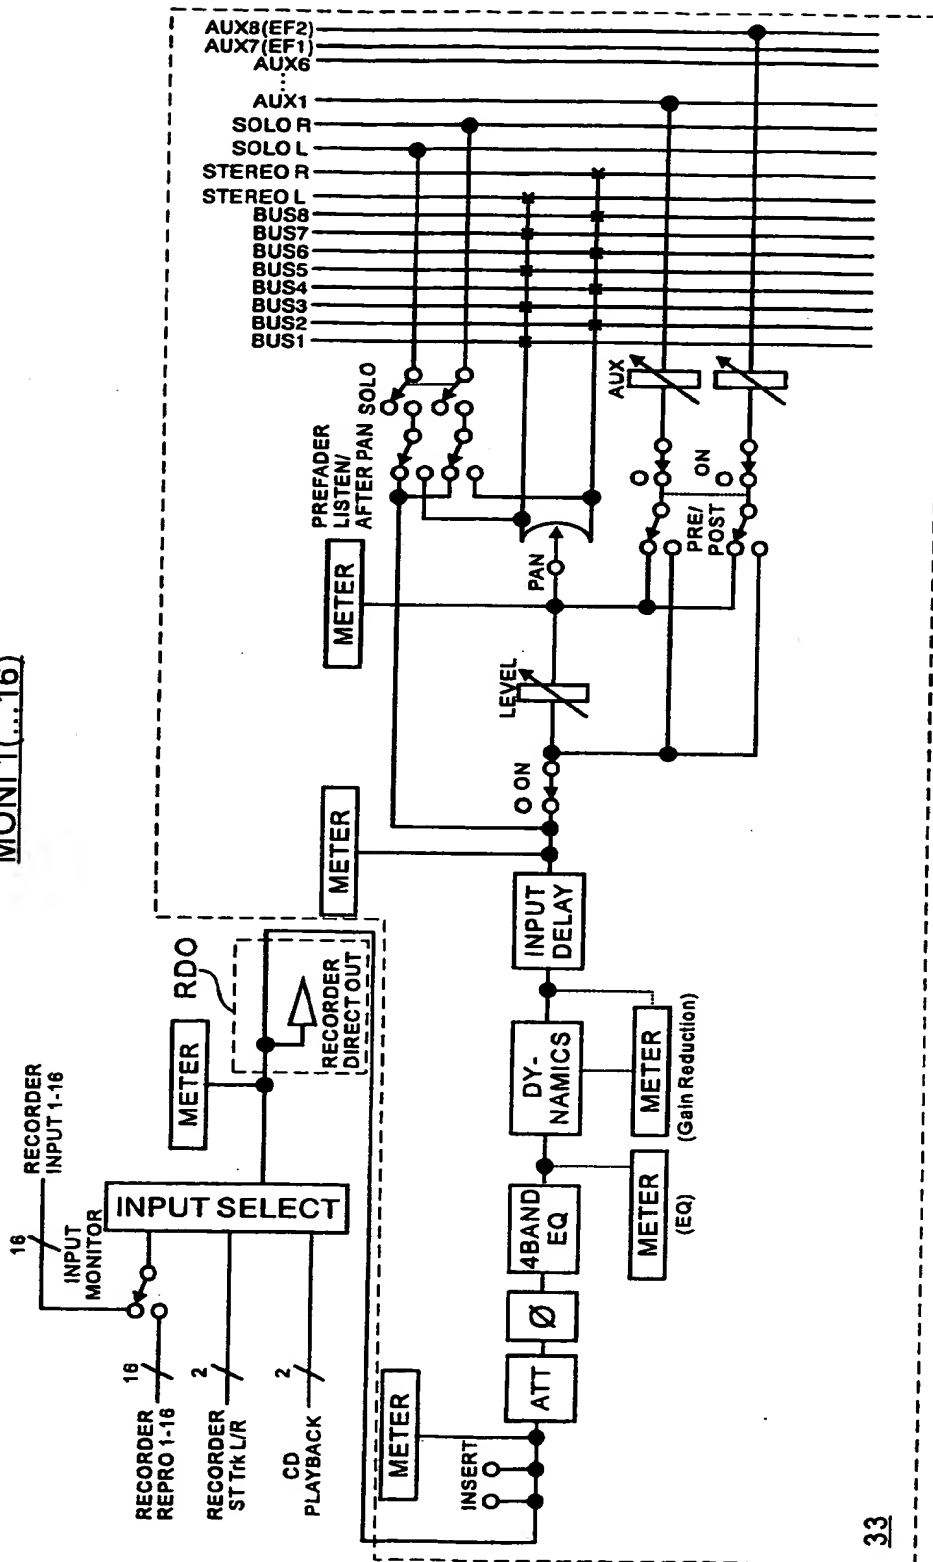 MONI 1(...16)
AUX8(EF2)
AUX7(EF1)
AUX6
AUX1
SOLO R
SOLO L
STEREO R
STEREO L
BUS8
BUS7
BUS6
BUS5
BUS4
BUS3
BUS2
BUS1
PREFADER
LISTEN/
AFTER PAN
SOLO
AUX
ON
PRE/
POST
METER
PAN
LEVEL
ON
METER
INPUT
DELAY
RDO
RECORDER
DIRECT OUT
METER
DY-
NAMICS
METER
(Gain Reduction)
RECORDER
INPUT 1-16
16
INPUT
MONITOR
INPUT SELECT
4BAND
EQ
METER
(EQ)
Ø
ATT
16
2
2
RECORDER
REPRO 1-16
RECORDER
ST Trk L/R
CD
PLAYBACK
METER
INSERT
33